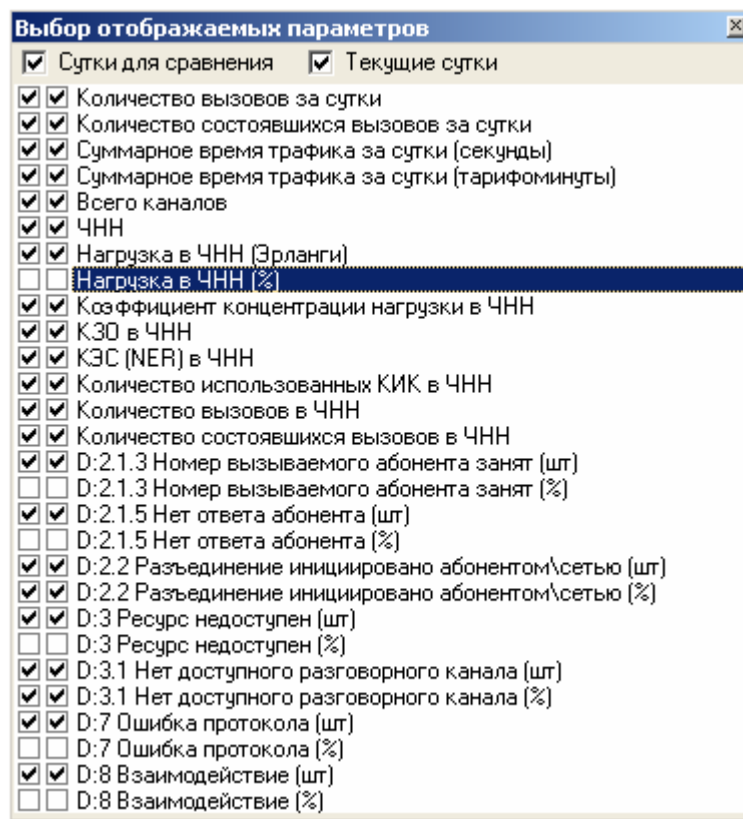 Выбор отображаемых параметров
Сутки для сравнения Текущие сутки
Количество вызовов за сутки
Количество состоявшихся вызовов за сутки
Суммарное время трафика за сутки (секунды)
Суммарное время трафика за сутки (тарифоминуты)
Всего каналов
ЧНН
Нагрузка в ЧНН (Эрланги)
Нагрузка в ЧНН (%)
Коэффициент концентрации нагрузки в ЧНН
КЗО в ЧНН
КЭС (NER) в ЧНН
Количество использованных КИК в ЧНН
Количество вызовов в ЧНН
Количество состоявшихся вызовов в ЧНН
D:2.1.3 Номер вызываемого абонента занят (шт)
D:2.1.3 Номер вызываемого абонента занят (%)
D:2.1.5 Нет ответа абонента (шт)
D:2.1.5 Нет ответа абонента (%)
D:2.2 Разъединение инициировано абонентом\сетью (шт)
D:2.2 Разъединение инициировано абонентом\сетью (%)
D:3 Ресурс недоступен (шт)
D:3 Ресурс недоступен (%)
D:3.1 Нет доступного разговорного канала (шт)
D:3.1 Нет доступного разговорного канала (%)
D:7 Ошибка протокола (шт)
D:7 Ошибка протокола (%)
D:8 Взаимодействие (шт)
D:8 Взаимодействие (%)